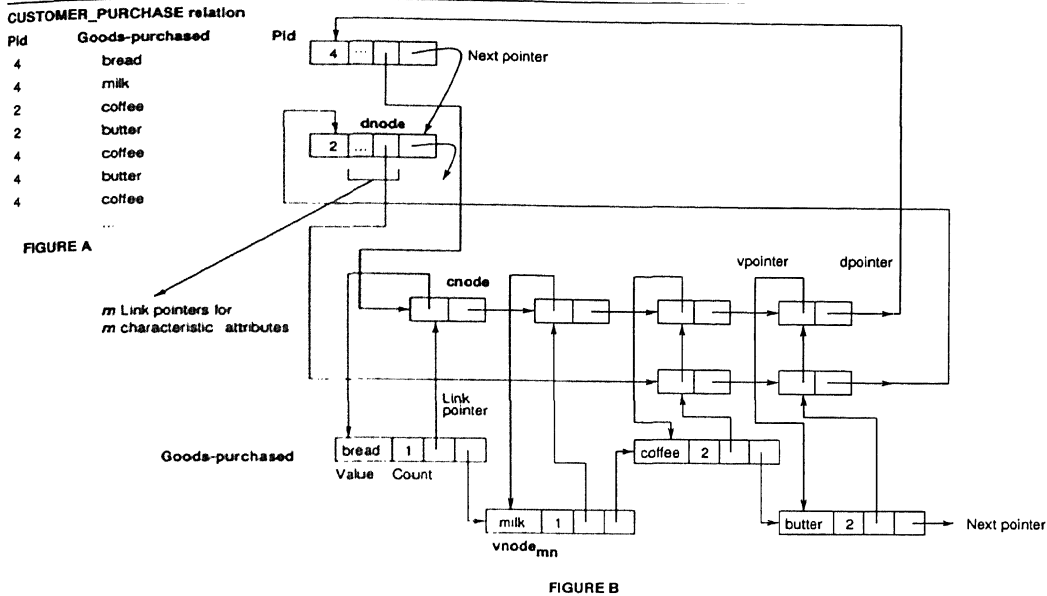 CUSTOMER_PURCHASE relation
Pid Goods-purchased
4 bread
4 milk
2 coffee
2 butter
4 coffee
4 butter
4 coffee
...
FIGURE A
Pid
4 ...
Next pointer
dnode
2 ...
m Link pointers for
m characteristic attributes
vpointer dpointer
cnode
Link
pointer
Goods-purchased
bread 1
Value Count
coffee 2
milk 1
vnode mn
butter 2
Next pointer
FIGURE B